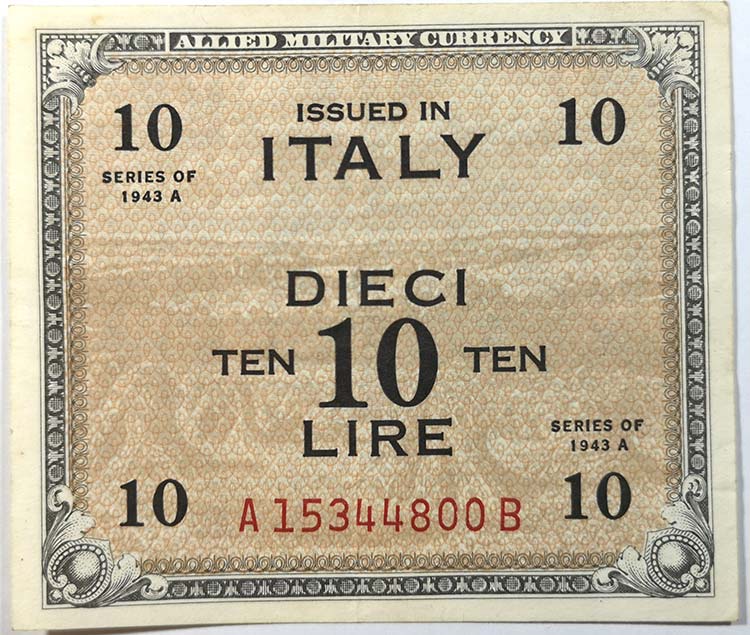 ALLIED MILITARY CURRENCY
10 ISSUED IN 10
ITALY
SERIES OF
1943 A
DIECI
TEN 10 TEN
LIRE
SERIES OF
1943 A
10 A15344800B 10